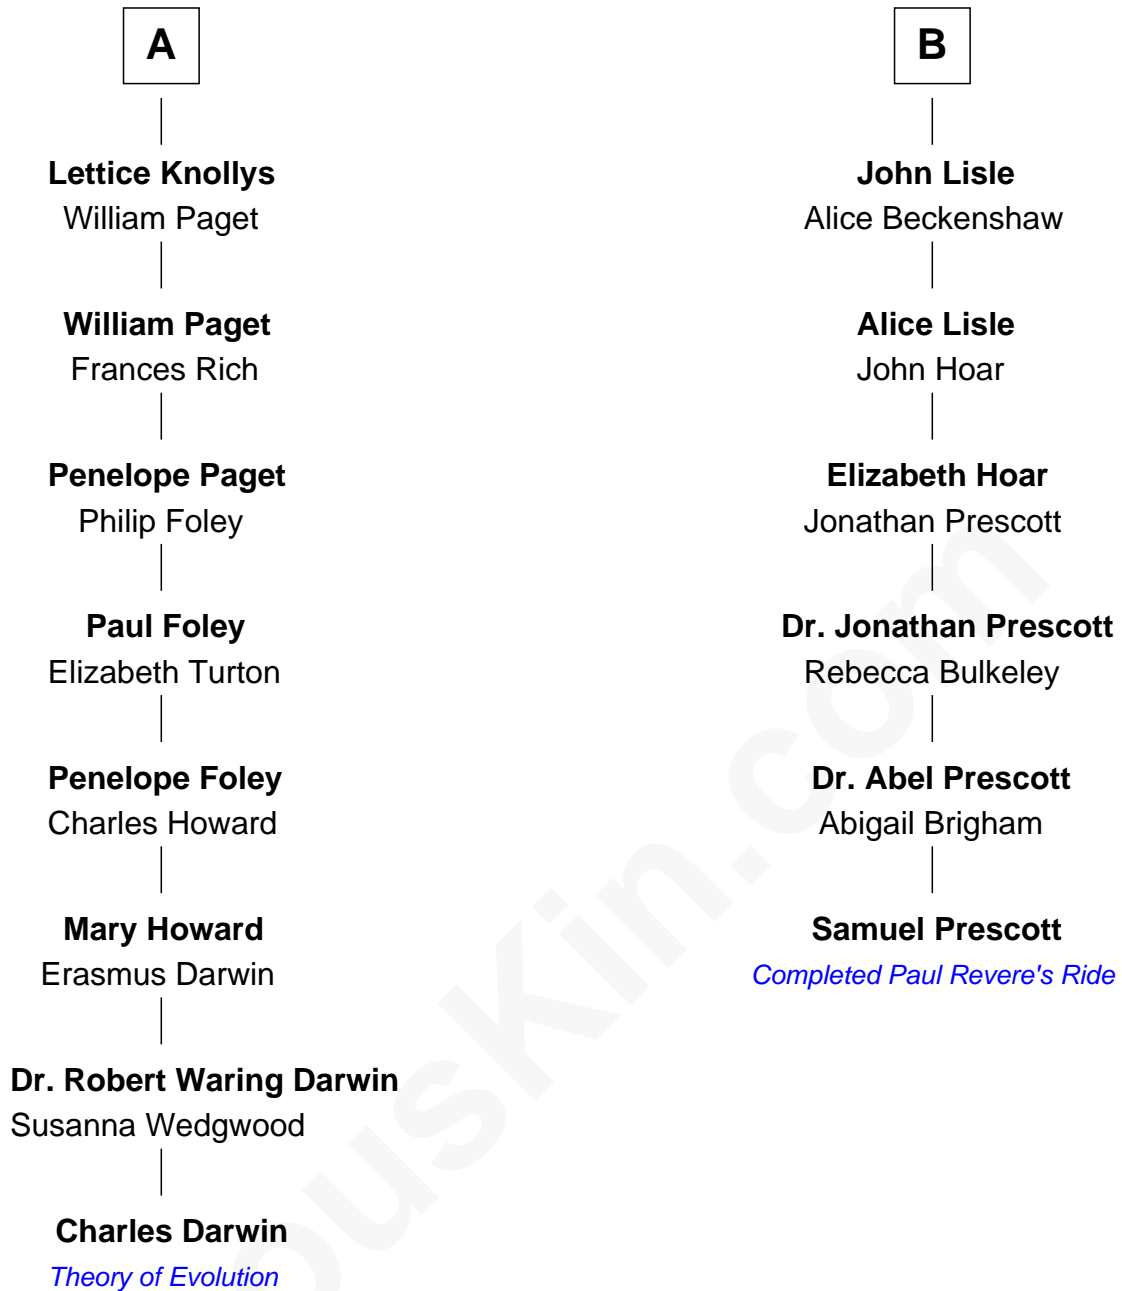 A
Lettice Knollys
William Paget
William Paget
Frances Rich
Penelope Paget
Philip Foley
Paul Foley
Elizabeth Turton
Penelope Foley
Charles Howard
Mary Howard
Erasmus Darwin
Dr. Robert Waring Darwin
Susanna Wedgwood
Charles Darwin
Theory of Evolution
B
John Lisle
Alice Beckenshaw
Alice Lisle
John Hoar
Elizabeth Hoar
Jonathan Prescott
Dr. Jonathan Prescott
Rebecca Bulkeley
Dr. Abel Prescott
Abigail Brigham
Samuel Prescott
Completed Paul Revere's Ride
ousKin.com